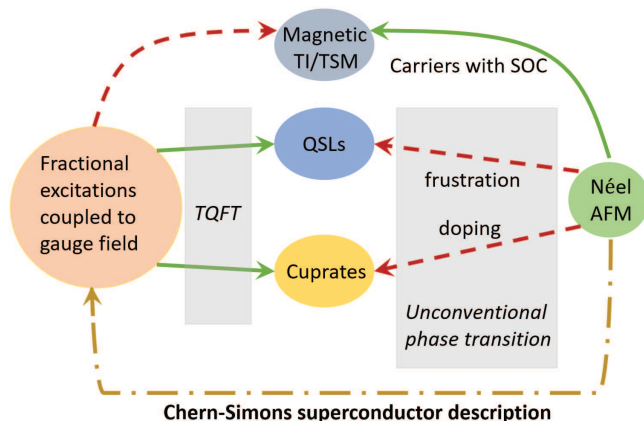 Magnetic
TI/TSM
Carriers with SOC
Fractional
excitations
coupled to
gauge field
TQFT
QSLs
frustration
Néel
AFM
doping
Cuprates
Unconventional
phase transition
Chern-Simons superconductor description